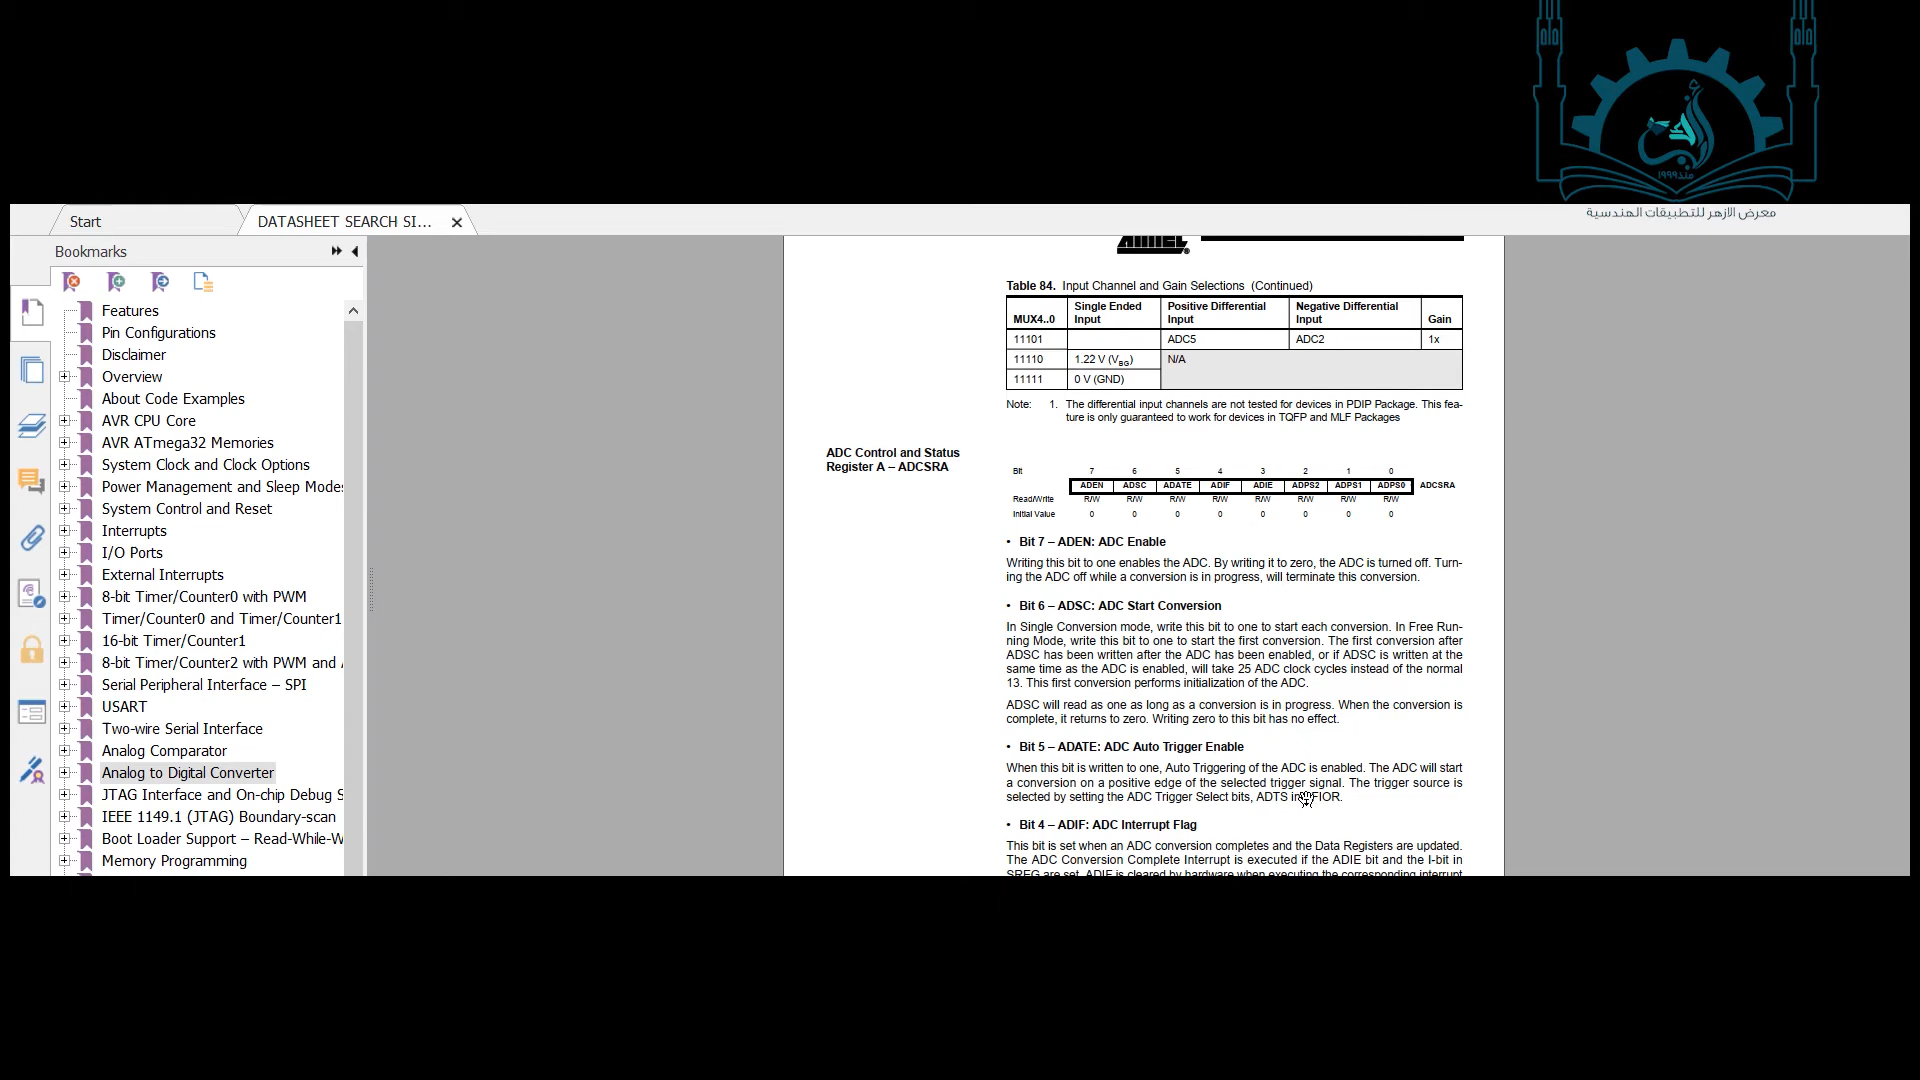 منذ ١٩٩٩
معرض الازهر للتطبيقات الهندسية
Start
DATASHEET SEARCH SI...
Bookmarks
Features
Pin Configurations
Disclaimer
Overview
About Code Examples
AVR CPU Core
AVR ATmega32 Memories
System Clock and Clock Options
Power Management and Sleep Modes
System Control and Reset
Interrupts
I/O Ports
External Interrupts
8-bit Timer/Counter0 with PWM
Timer/Counter0 and Timer/Counter1
16-bit Timer/Counter1
8-bit Timer/Counter2 with PWM and
Serial Peripheral Interface – SPI
USART
Two-wire Serial Interface
Analog Comparator
Analog to Digital Converter
JTAG Interface and On-chip Debug S
IEEE 1149.1 (JTAG) Boundary-scan
Boot Loader Support – Read-While-W
Memory Programming
ATMEL
Table 84. Input Channel and Gain Selections (Continued)
MUX4..0 Single Ended Input Positive Differential Input Negative Differential Input Gain
11101 ADC5 ADC2 1x
11110 1.22 V (VBG) N/A
11111 0 V (GND)
Note: 1. The differential input channels are not tested for devices in PDIP Package. This fea-
ture is only guaranteed to work for devices in TQFP and MLF Packages
ADC Control and Status
Register A – ADCSRA
Bit 7 6 5 4 3 2 1 0
ADEN ADSC ADATE ADIF ADIE ADPS2 ADPS1 ADPS0 ADCSRA
Read/Write R/W R/W R/W R/W R/W R/W R/W R/W
Initial Value 0 0 0 0 0 0 0 0
• Bit 7 – ADEN: ADC Enable
Writing this bit to one enables the ADC. By writing it to zero, the ADC is turned off. Turn-
ing the ADC off while a conversion is in progress, will terminate this conversion.
• Bit 6 – ADSC: ADC Start Conversion
In Single Conversion mode, write this bit to one to start each conversion. In Free Run-
ning Mode, write this bit to one to start the first conversion. The first conversion after
ADSC has been written after the ADC has been enabled, or if ADSC is written at the
same time as the ADC is enabled, will take 25 ADC clock cycles instead of the normal
13. This first conversion performs initialization of the ADC.
ADSC will read as one as long as a conversion is in progress. When the conversion is
complete, it returns to zero. Writing zero to this bit has no effect.
• Bit 5 – ADATE: ADC Auto Trigger Enable
When this bit is written to one, Auto Triggering of the ADC is enabled. The ADC will start
a conversion on a positive edge of the selected trigger signal. The trigger source is
selected by setting the ADC Trigger Select bits, ADTS in SFIOR.
• Bit 4 – ADIF: ADC Interrupt Flag
This bit is set when an ADC conversion completes and the Data Registers are updated.
The ADC Conversion Complete Interrupt is executed if the ADIE bit and the I-bit in
SREG are set. ADIF is cleared by hardware when executing the corresponding interrupt